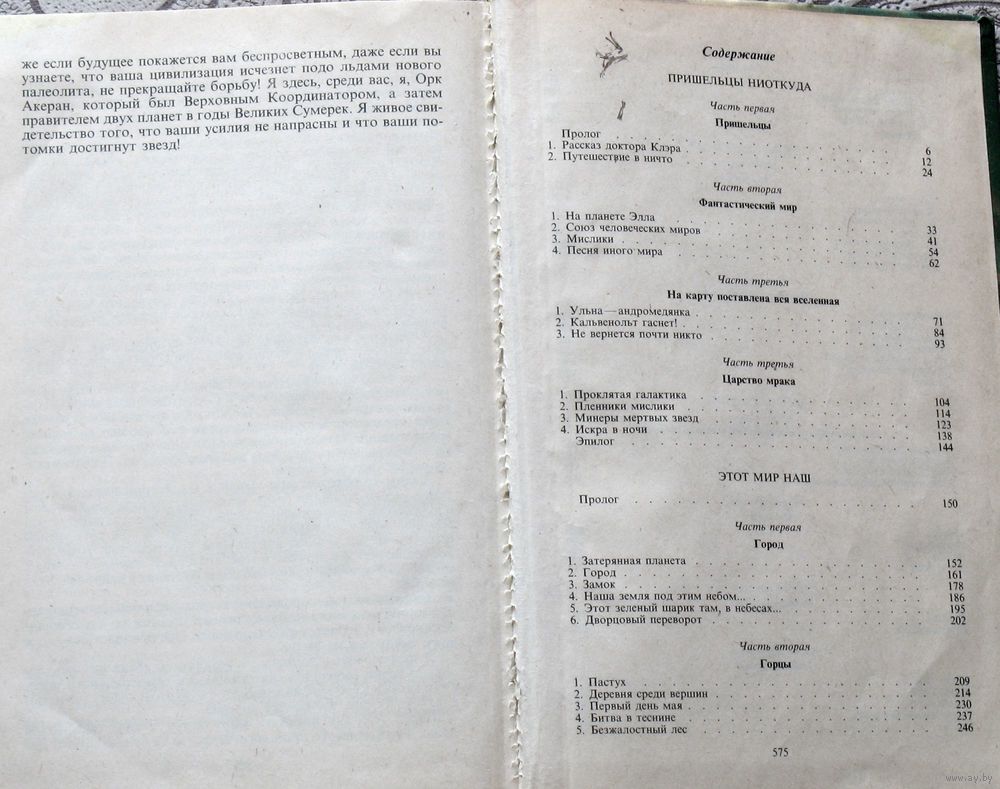 же если будущее покажется вам беспросветным, даже если вы
узнаете, что ваша цивилизация исчезнет подо льдами нового
палеолита, не прекращайте борьбу! Я здесь, среди вас, я, Орк
Акеран, который был Верховным Координатором, а затем
правителем двух планет в годы Великих Сумерек. Я живое сви-
детельство того, что ваши усилия не напрасны и что ваши по-
томки достигнут звезд!
Содержание
ПРИШЕЛЬЦЫ НИОТКУДА
Часть первая
Пришельцы
Пролог . . . . . . . . . . 6
1. Рассказ доктора Клэра . . . . . . . . . . 12
2. Путешествие в ничто . . . . . . . . . . 24
Часть вторая
Фантастический мир
1. На планете Элла . . . . . . . . . . 33
2. Союз человеческих миров . . . . . . . . . . 41
3. Мислики . . . . . . . . . . 54
4. Песня иного мира . . . . . . . . . . 62
Часть третья
На карту поставлена вся вселенная
1. Ульна — андромедянка . . . . . . . . . . 71
2. Кальвенольт гаснет! . . . . . . . . . . 84
3. Не вернется почти никто . . . . . . . . . . 93
Часть третья
Царство мрака
1. Проклятая галактика . . . . . . . . . . 104
2. Пленники мислики . . . . . . . . . . 114
3. Минеры мертвых звезд . . . . . . . . . . 123
4. Искра в ночи . . . . . . . . . . 138
Эпилог . . . . . . . . . . 144
ЭТОТ МИР НАШ
Пролог . . . . . . . . . . 150
Часть первая
Город
1. Затерянная планета . . . . . . . . . . 152
2. Город . . . . . . . . . . 161
3. Замок . . . . . . . . . . 178
4. Наша земля под этим небом... . . . . . . . . . . 186
5. Этот зеленый шарик там, в небесах... . . . . . . . . . . 195
6. Дворцовый переворот . . . . . . . . . . 202
Часть вторая
Горцы
1. Пастух . . . . . . . . . . 209
2. Деревня среди вершин . . . . . . . . . . 214
3. Первый день мая . . . . . . . . . . 230
4. Битва в теснине . . . . . . . . . . 237
5. Безжалостный лес . . . . . . . . . . 246
575
www.ay.by